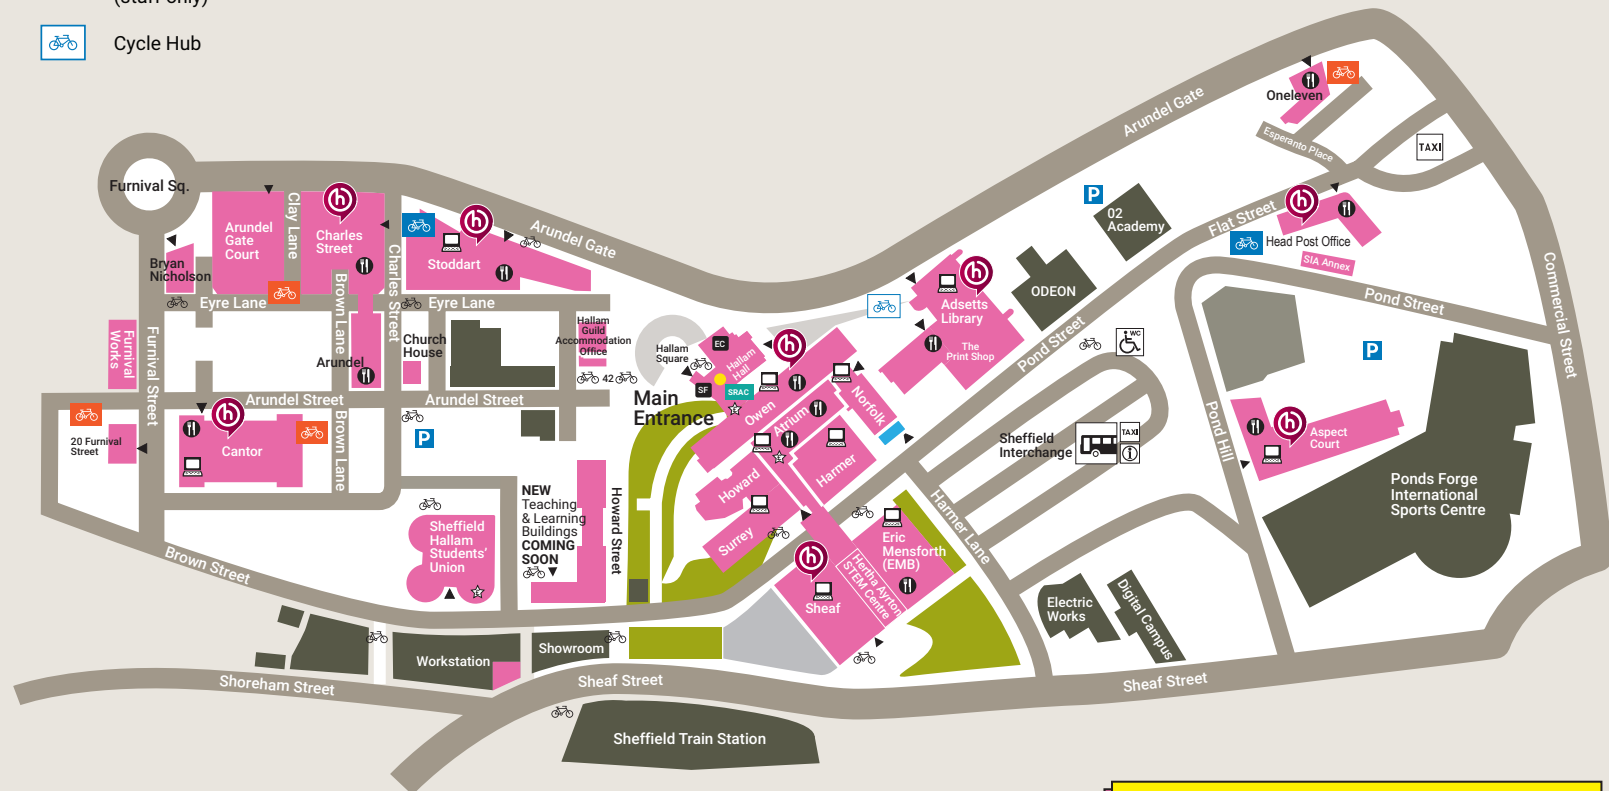 (staff only)
Cycle Hub
Furnival Sq.
Arundel
Gate
Court
Clay Lane
Charles
Street
Bryan
Nicholson
Eyre Lane
Brown Lane
Charles Street
Stoddart
Eyre Lane
Arundel Gate
Furnival
Works
Furnival Street
Arundel
Church
House
Hallam
Guild
Accommodation
Office
42
Arundel Street
Arundel Street
20 Furnival
Street
Cantor
Brown Lane
P
Brown Street
Sheffield
Hallam
Students'
Union
NEW
Teaching
& Learning
Buildings
COMING
SOON
Howard Street
Hallam
Square
EC
Hallam
Hall
SF
SRAC
Main
Entrance
Owen
Atrium
Norfolk
Harmer
Howard
Surrey
Adsetts
Library
The
Print Shop
ODEON
P
02
Academy
Arundel Gate
Oneleven
Esperanto Place
TAXI
Flat Street
Head Post Office
SIA Annex
Commercial Street
Pond Street
Pond Street
WC
P
Sheffield
Interchange
TAXI
i
Pond Hill
Aspect
Court
Ponds Forge
International
Sports Centre
Harmer Lane
Eric
Mensforth
(EMB)
Hertha Ayrton
STEM Centre
Sheaf
Electric
Works
Digital Campus
Workstation
Showroom
Shoreham Street
Sheaf Street
Sheaf Street
Sheffield Train Station